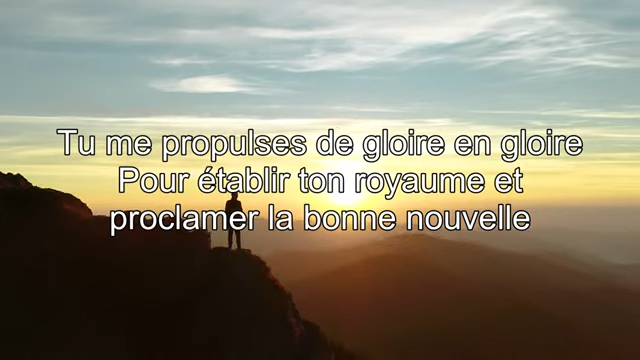 Tu me propulses de gloire en gloire
Pour établir ton royaume et
proclamer la bonne nouvelle